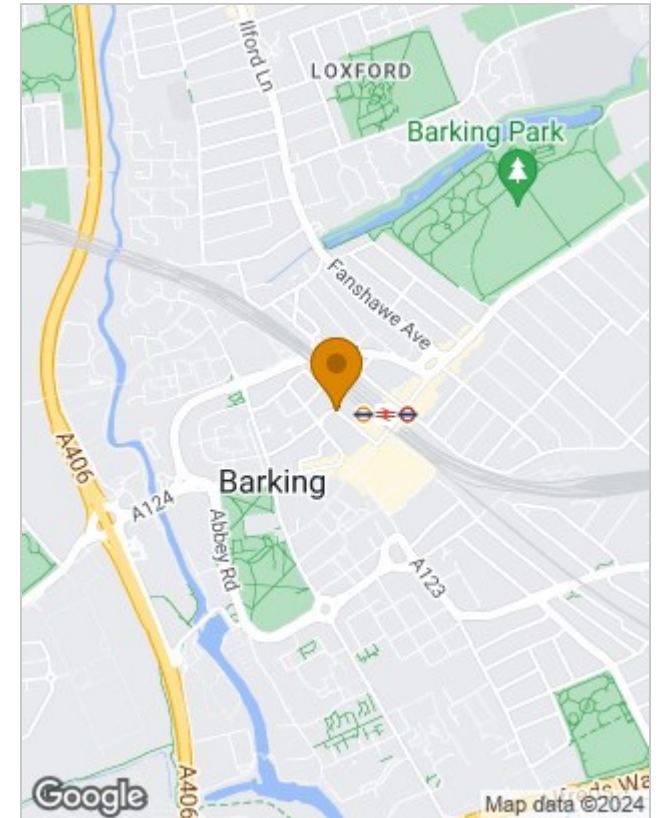 Ilford Ln
LOXFORD
Barking Park
Fanshawe Ave
A406
Barking
A124
Abbey Rd
A123
A406
Google
Map data ©2024